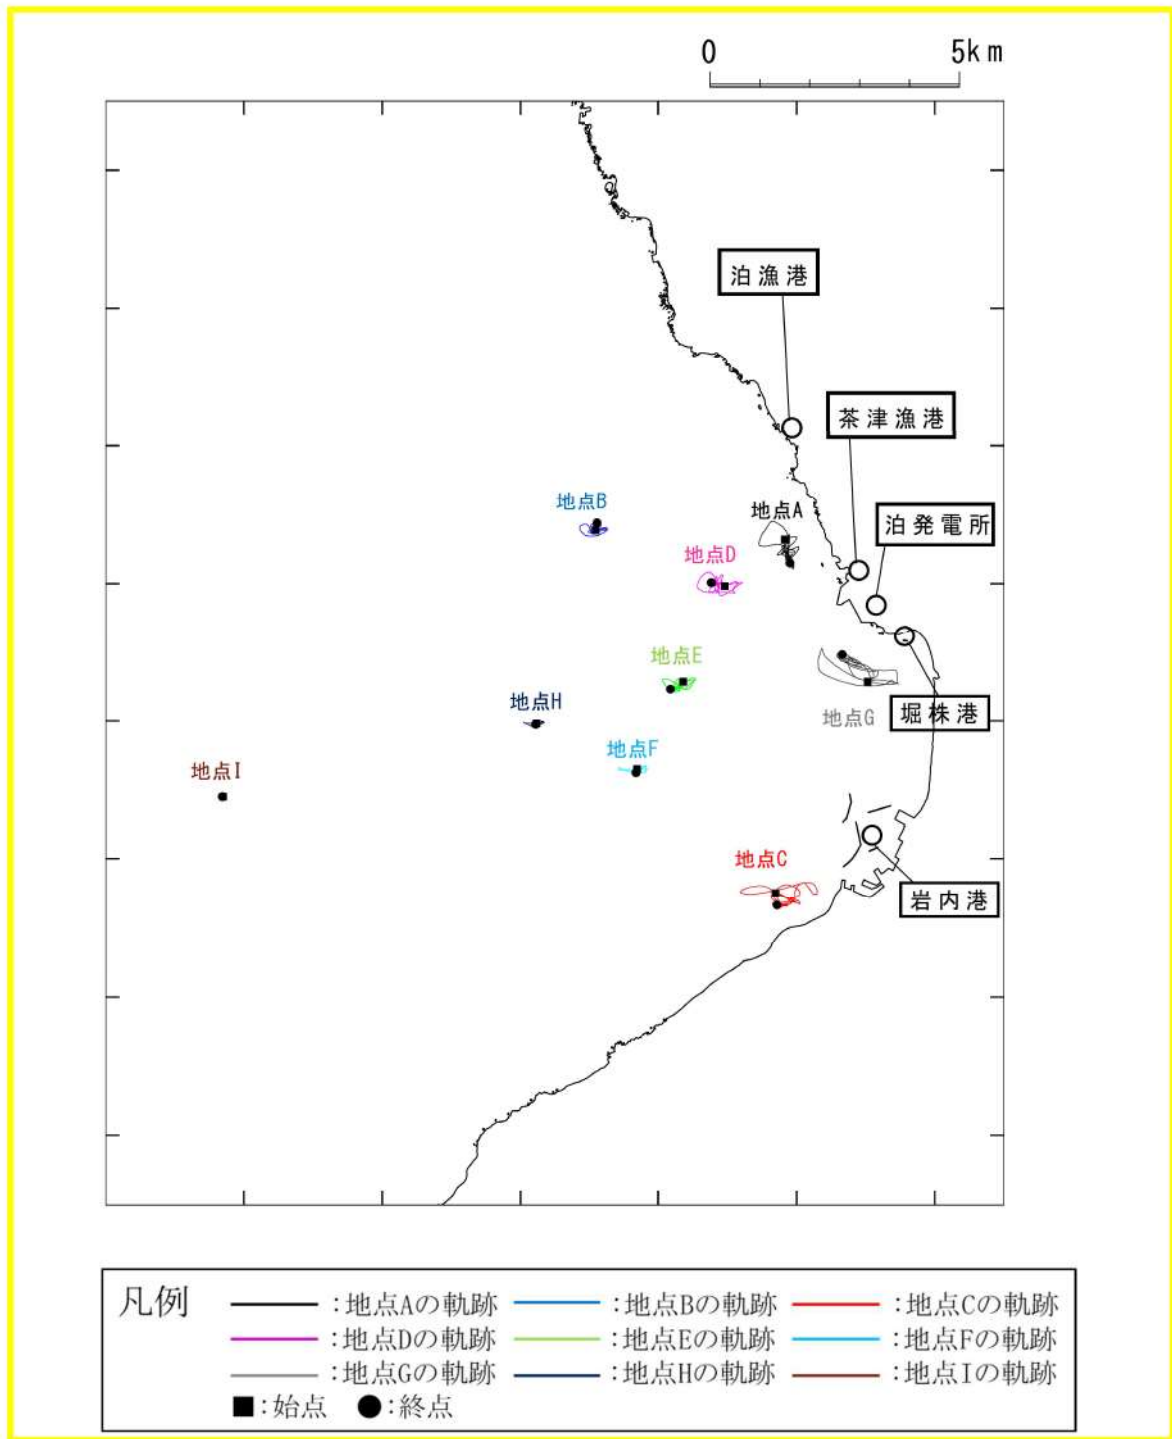 0 5km
泊漁港
茶津漁港
地点B
地点A
泊発電所
地点D
地点E
地点H
地点G
堀株港
地点F
地点I
地点C
岩内港
凡例 :地点Aの軌跡 :地点Bの軌跡 :地点Cの軌跡
:地点Dの軌跡 :地点Eの軌跡 :地点Fの軌跡
:地点Gの軌跡 :地点Hの軌跡 :地点Iの軌跡
■:始点 ●:終点